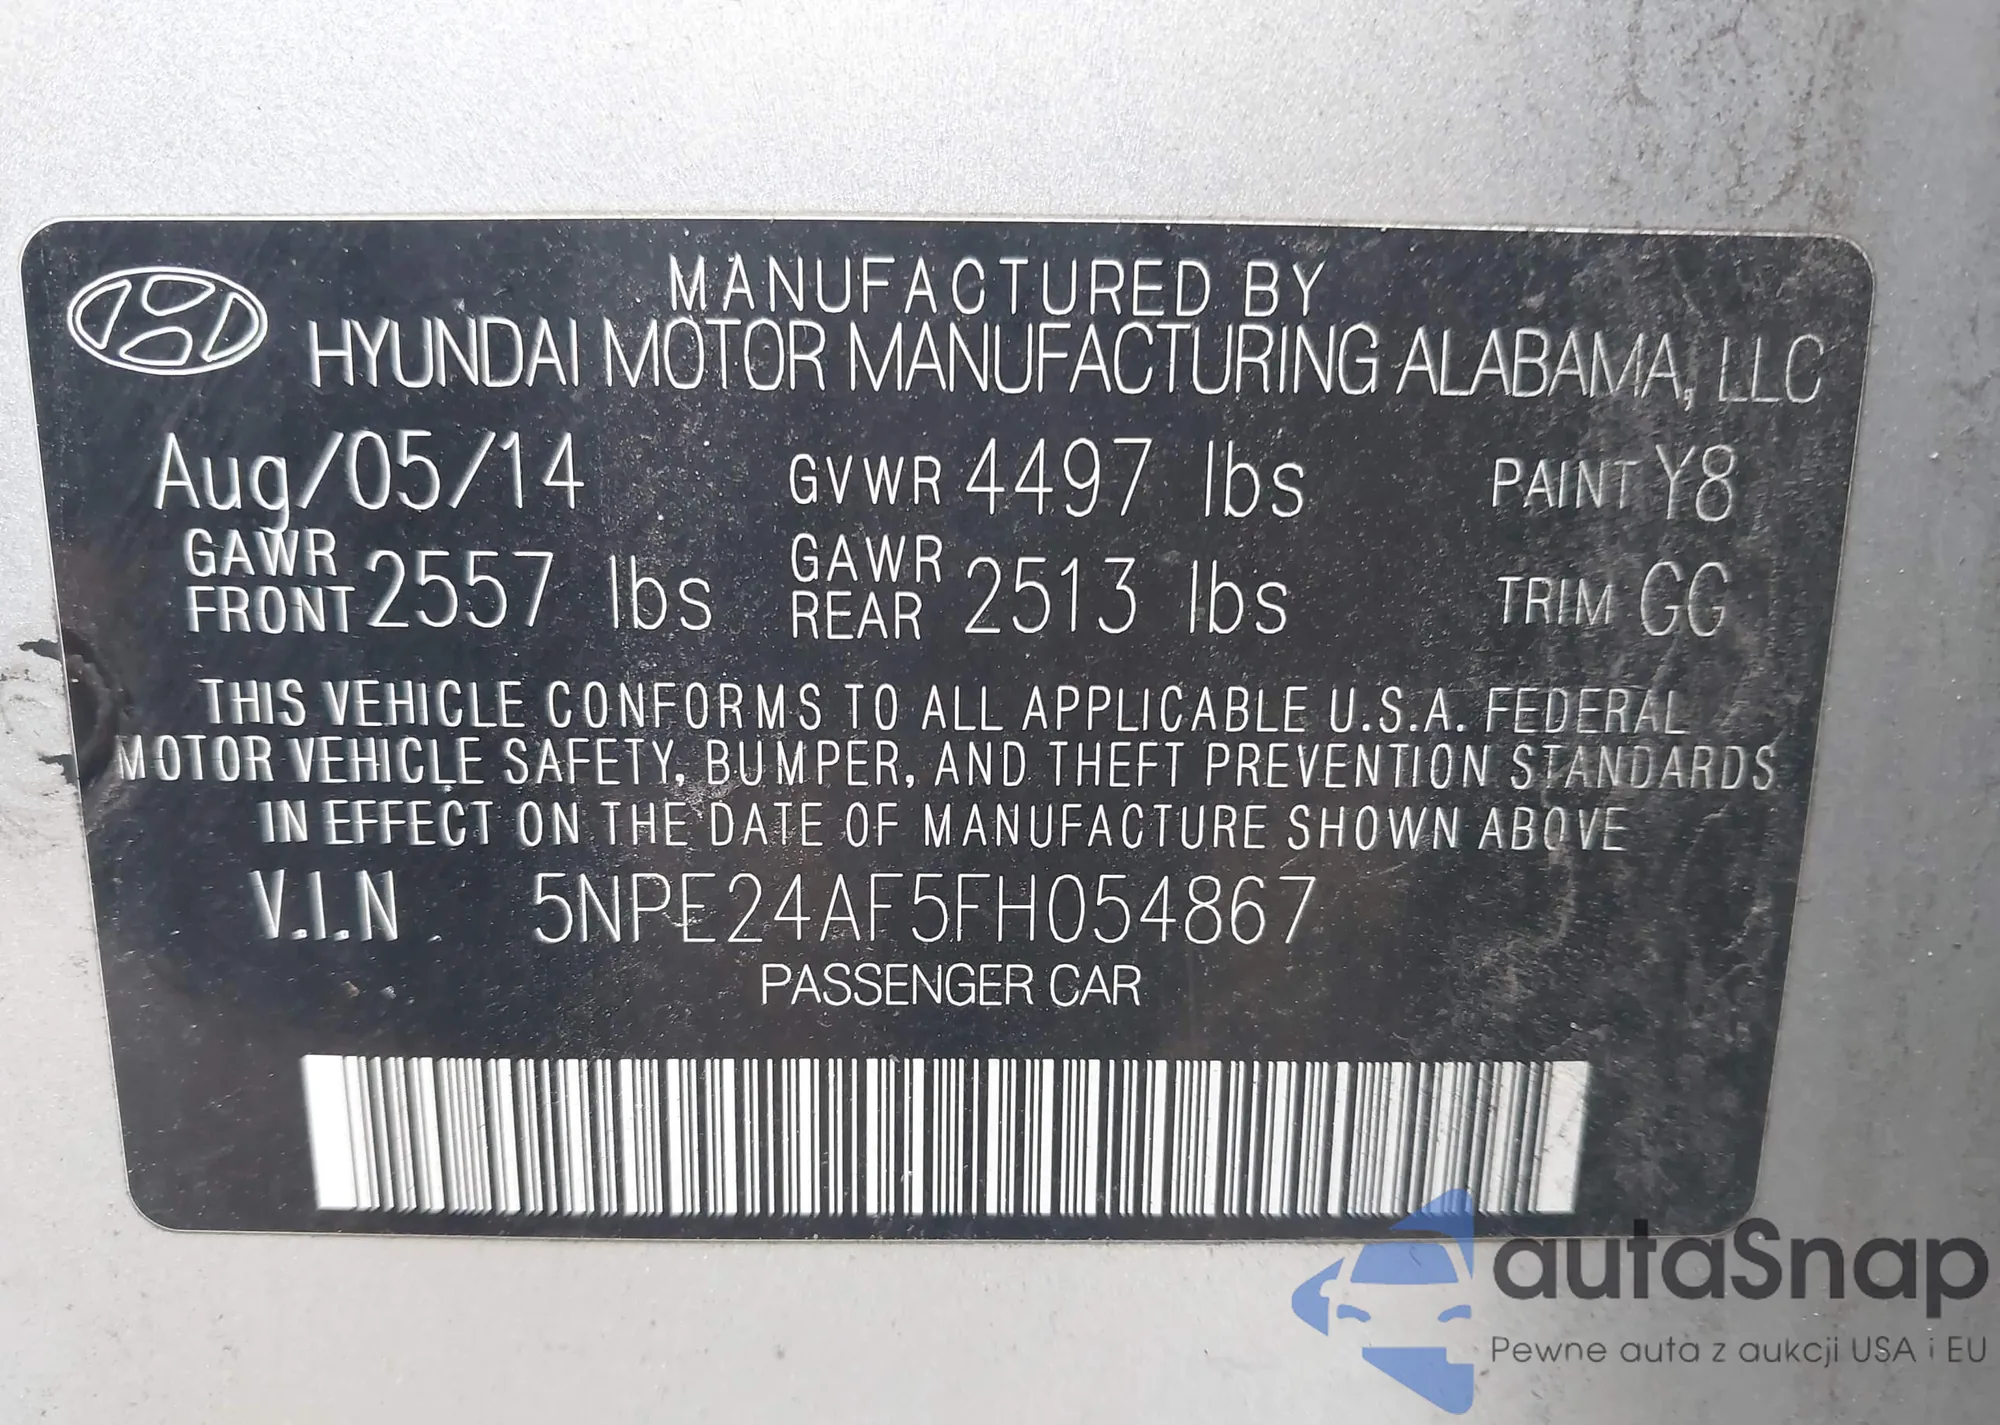 MANUFACTURED BY
HYUNDAI MOTOR MANUFACTURING ALABAMA, LLC
Aug/05/14 GVWR 4497 lbs PAINT Y8
GAWR FRONT 2557 lbs GAWR REAR 2513 lbs TRIM GG
THIS VEHICLE CONFORMS TO ALL APPLICABLE U.S.A. FEDERAL
MOTOR VEHICLE SAFETY, BUMPER, AND THEFT PREVENTION STANDARDS
IN EFFECT ON THE DATE OF MANUFACTURE SHOWN ABOVE
V.I.N. 5NPE24AF5FH054867
PASSENGER CAR
autaSnap
Pewne auta z aukcji USA i EU